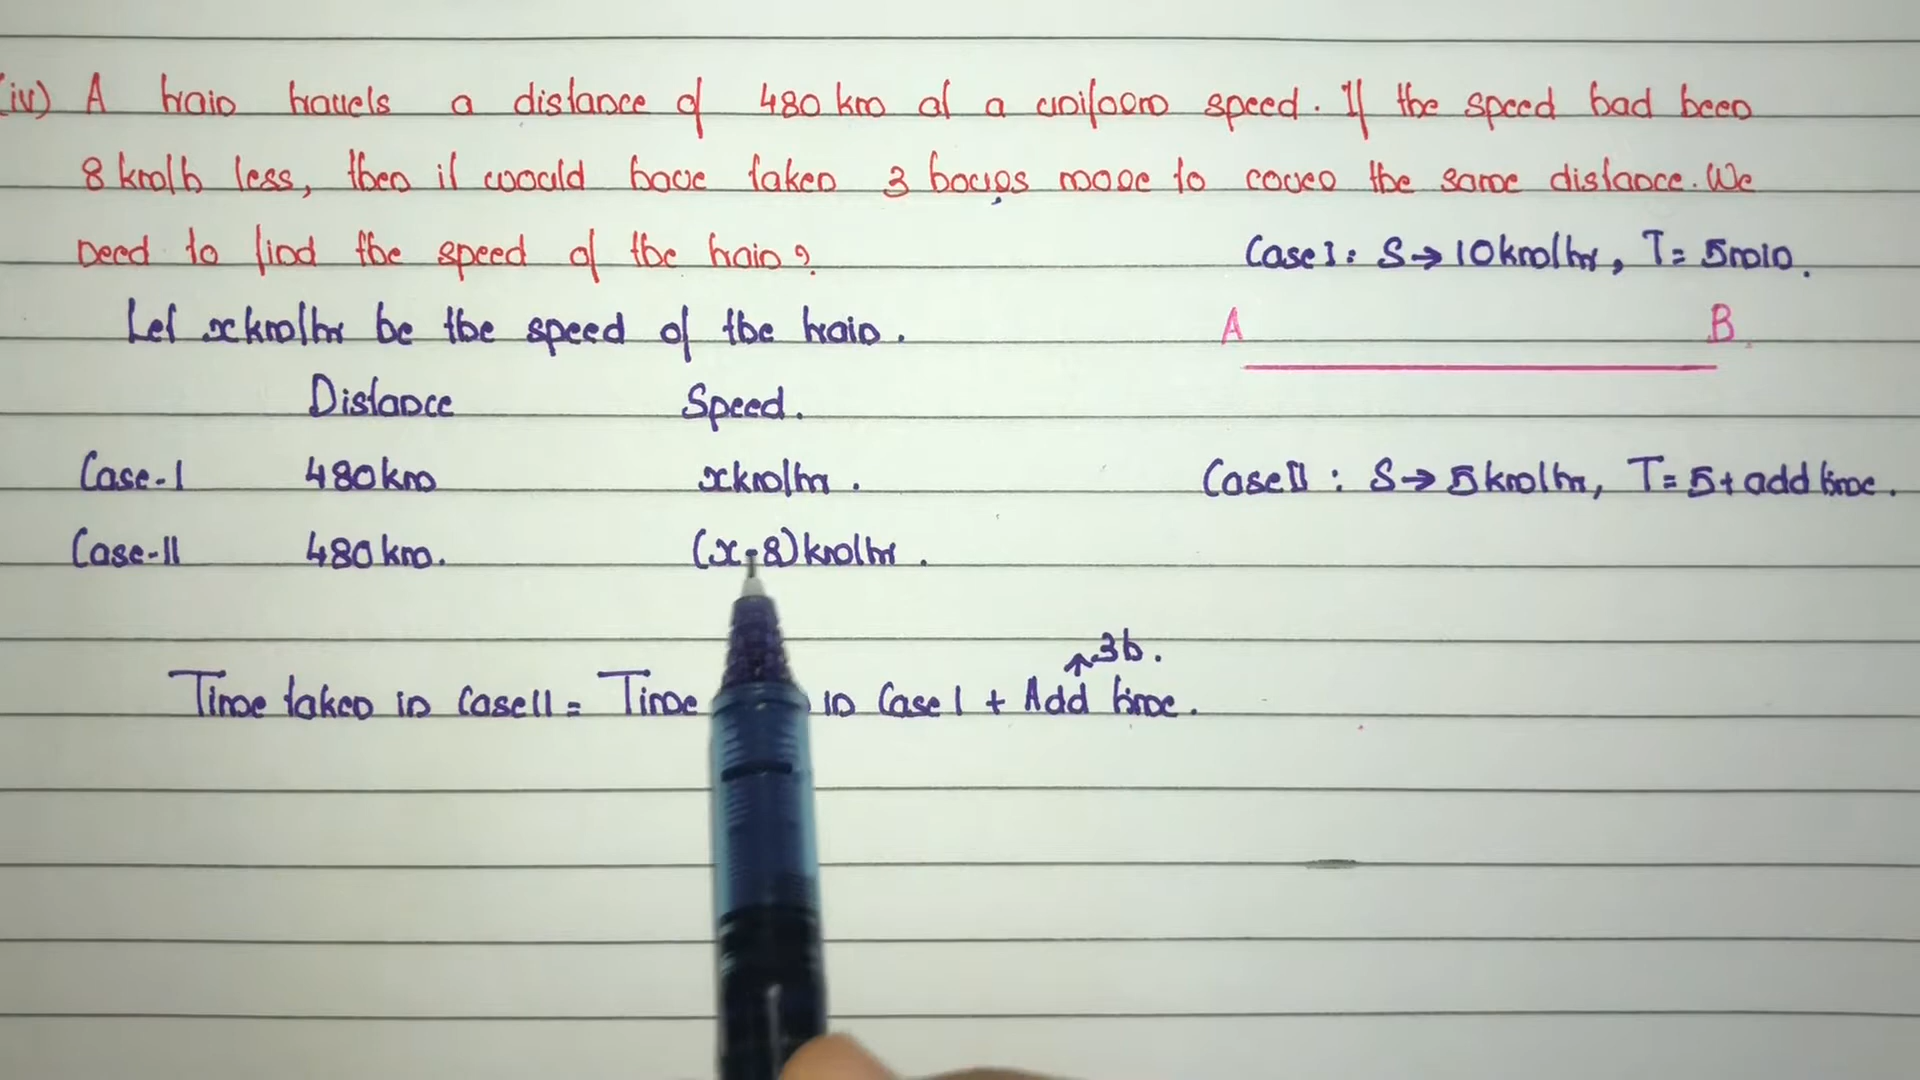 (iv) A train travels a distance of 480 km at a uniform speed. If the speed had been
8 km/h less, then it would have taken 3 hours more to cover the same distance. We
need to find the speed of the train?
Case I: S→ 10km/hr, T= 5min.
Let x km/hr be the speed of the train.
A B
Distance Speed.
Case-I 480km x km/hr.
Case II: S→ 5km/hr, T= 5+ add time.
Case-II 480km. (x-8)km/hr.
3h.
Time taken in Case II = Time in Case I + Add time.